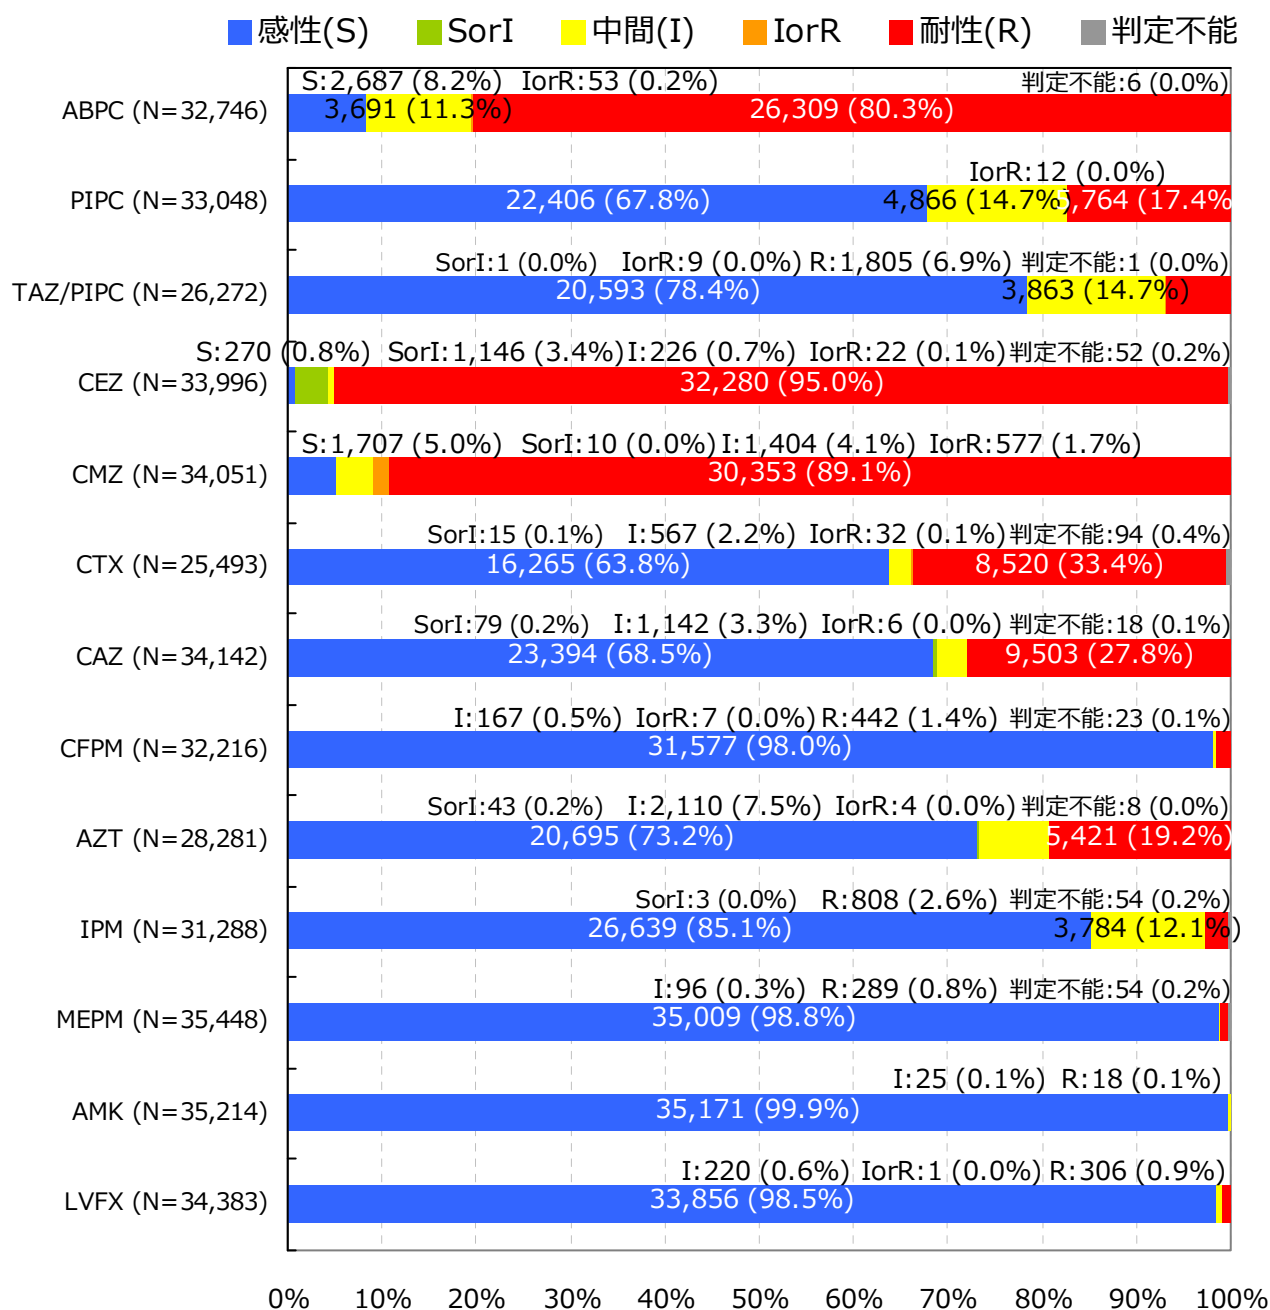 感性(S) SorI 中間(I) IorR 耐性(R) 判定不能
S:2,687 (8.2%) IorR:53 (0.2%) 判定不能:6 (0.0%)
ABPC (N=32,746) 3,691 (11.3%) 26,309 (80.3%)
IorR:12 (0.0%)
PIPC (N=33,048) 22,406 (67.8%) 4,866 (14.7%) 5,764 (17.4%
SorI:1 (0.0%) IorR:9 (0.0%) R:1,805 (6.9%) 判定不能:1 (0.0%)
TAZ/PIPC (N=26,272) 20,593 (78.4%) 3,863 (14.7%)
S:270 (0.8%) SorI:1,146 (3.4%) I:226 (0.7%) IorR:22 (0.1%) 判定不能:52 (0.2%)
CEZ (N=33,996) 32,280 (95.0%)
S:1,707 (5.0%) SorI:10 (0.0%) I:1,404 (4.1%) IorR:577 (1.7%)
CMZ (N=34,051) 30,353 (89.1%)
SorI:15 (0.1%) I:567 (2.2%) IorR:32 (0.1%) 判定不能:94 (0.4%)
CTX (N=25,493) 16,265 (63.8%) 8,520 (33.4%)
SorI:79 (0.2%) I:1,142 (3.3%) IorR:6 (0.0%) 判定不能:18 (0.1%)
CAZ (N=34,142) 23,394 (68.5%) 9,503 (27.8%)
I:167 (0.5%) IorR:7 (0.0%) R:442 (1.4%) 判定不能:23 (0.1%)
CFPM (N=32,216) 31,577 (98.0%)
SorI:43 (0.2%) I:2,110 (7.5%) IorR:4 (0.0%) 判定不能:8 (0.0%)
AZT (N=28,281) 20,695 (73.2%) 5,421 (19.2%)
SorI:3 (0.0%) R:808 (2.6%) 判定不能:54 (0.2%)
IPM (N=31,288) 26,639 (85.1%) 3,784 (12.1%)
I:96 (0.3%) R:289 (0.8%) 判定不能:54 (0.2%)
MEPM (N=35,448) 35,009 (98.8%)
I:25 (0.1%) R:18 (0.1%)
AMK (N=35,214) 35,171 (99.9%)
I:220 (0.6%) IorR:1 (0.0%) R:306 (0.9%)
LVFX (N=34,383) 33,856 (98.5%)
0% 10% 20% 30% 40% 50% 60% 70% 80% 90% 100%